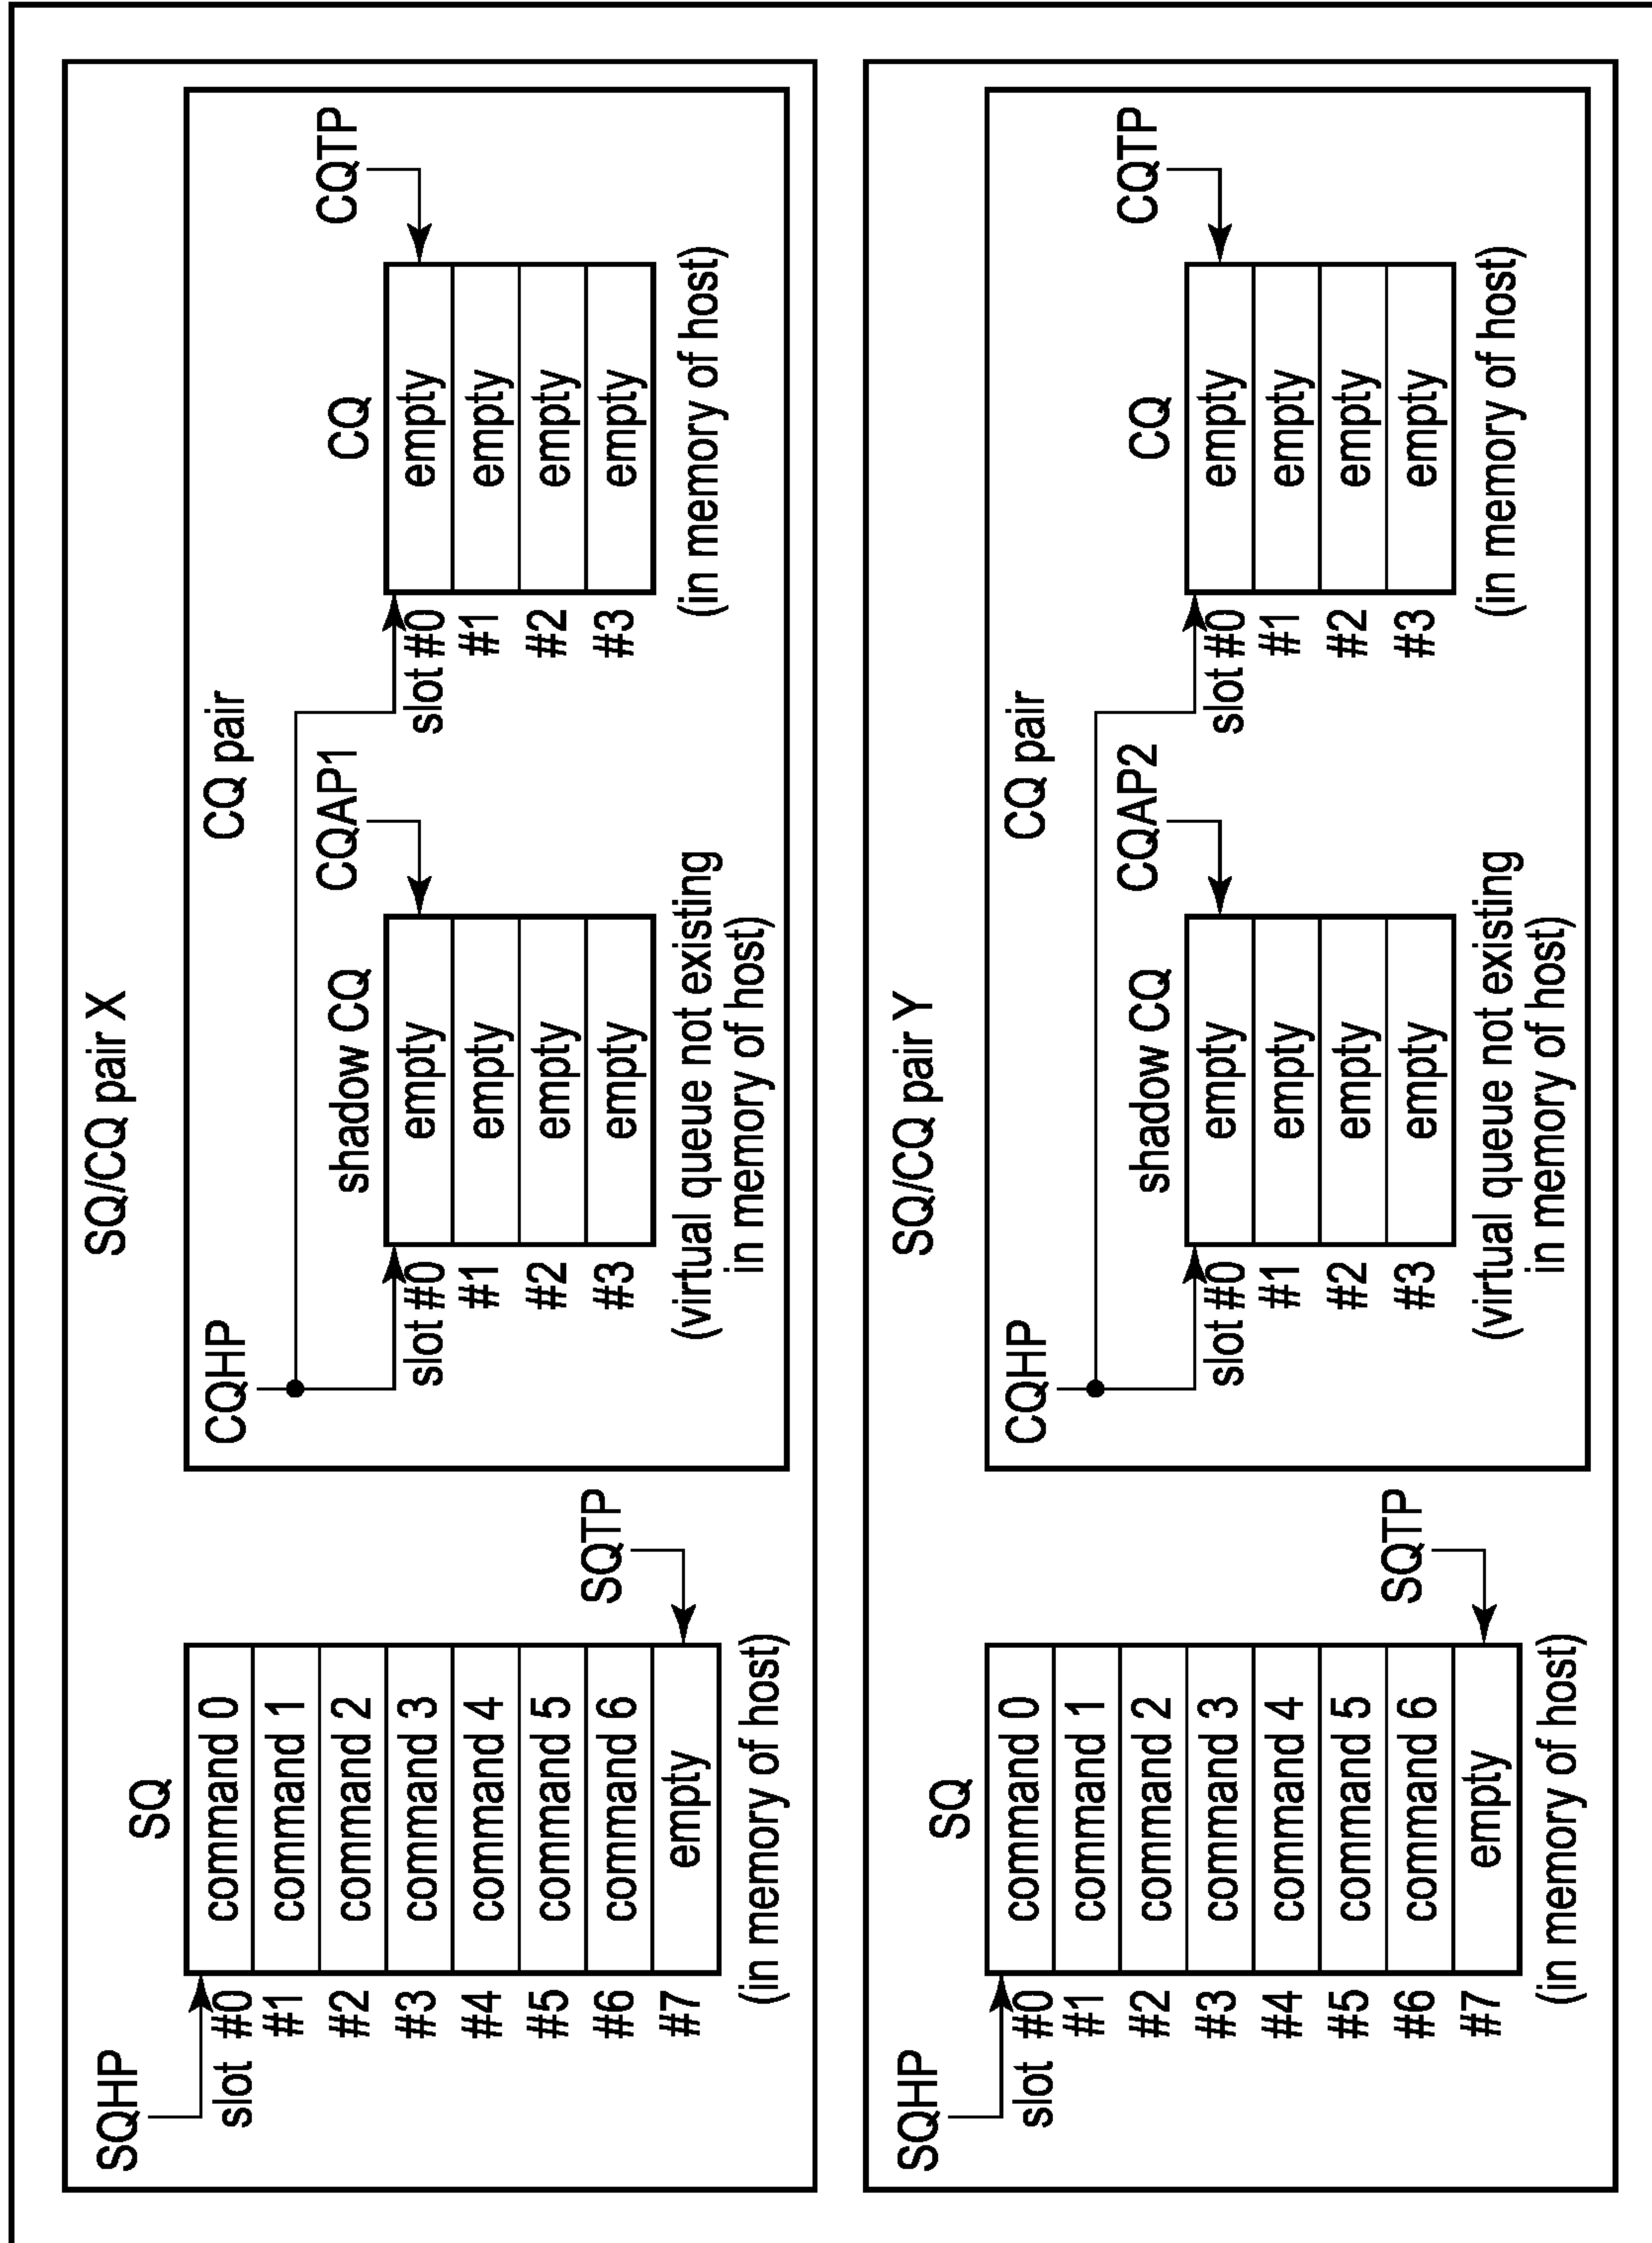 SQ/CQ pair X
SQHP
SQ
slot #0
command 0
#1
command 1
#2
command 2
#3
command 3
#4
command 4
#5
command 5
#6
command 6
#7
empty
SQTP
(in memory of host)
CQ pair
CQHP
shadow CQ
CQAP1
slot #0
empty
#1
empty
#2
empty
#3
empty
(virtual queue not existing
in memory of host)
CQ
CQTP
slot #0
empty
#1
empty
#2
empty
#3
empty
(in memory of host)
SQ/CQ pair Y
SQHP
SQ
slot #0
command 0
#1
command 1
#2
command 2
#3
command 3
#4
command 4
#5
command 5
#6
command 6
#7
empty
SQTP
(in memory of host)
CQ pair
CQHP
shadow CQ
CQAP2
slot #0
empty
#1
empty
#2
empty
#3
empty
(virtual queue not existing
in memory of host)
CQ
CQTP
slot #0
empty
#1
empty
#2
empty
#3
empty
(in memory of host)